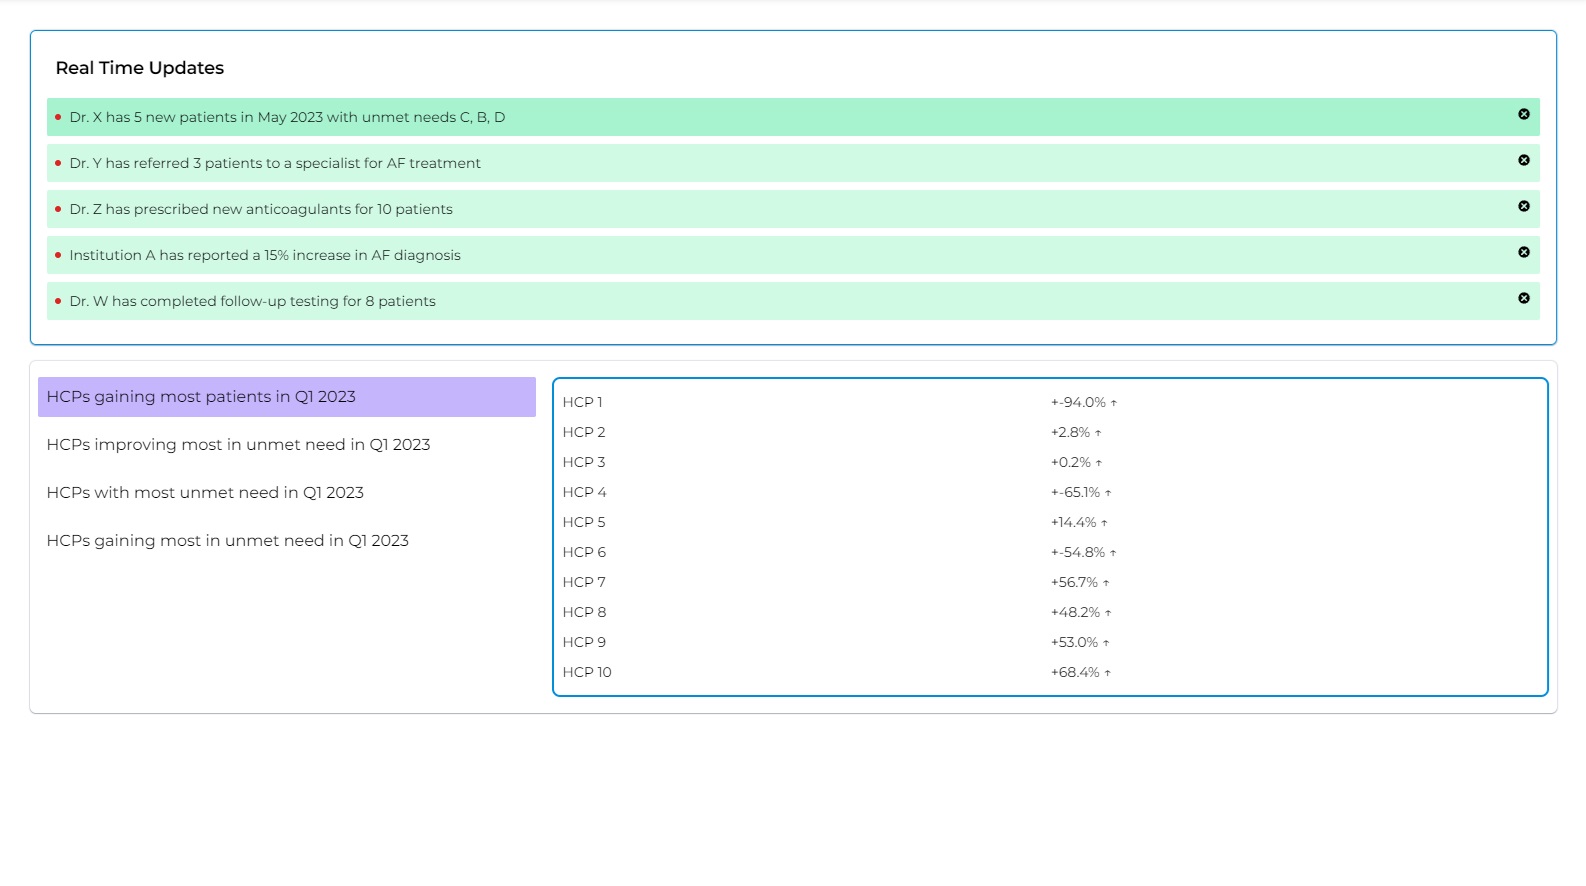 Real Time Updates
Dr. X has 5 new patients in May 2023 with unmet needs C, B, D
Dr. Y has referred 3 patients to a specialist for AF treatment
Dr. Z has prescribed new anticoagulants for 10 patients
Institution A has reported a 15% increase in AF diagnosis
Dr. W has completed follow-up testing for 8 patients
HCPs gaining most patients in Q1 2023
HCPs improving most in unmet need in Q1 2023
HCPs with most unmet need in Q1 2023
HCPs gaining most in unmet need in Q1 2023
HCP 1 +-94.0% ↑
HCP 2 +2.8% ↑
HCP 3 +0.2% ↑
HCP 4 +-65.1% ↑
HCP 5 +14.4% ↑
HCP 6 +-54.8% ↑
HCP 7 +56.7% ↑
HCP 8 +48.2% ↑
HCP 9 +53.0% ↑
HCP 10 +68.4% ↑